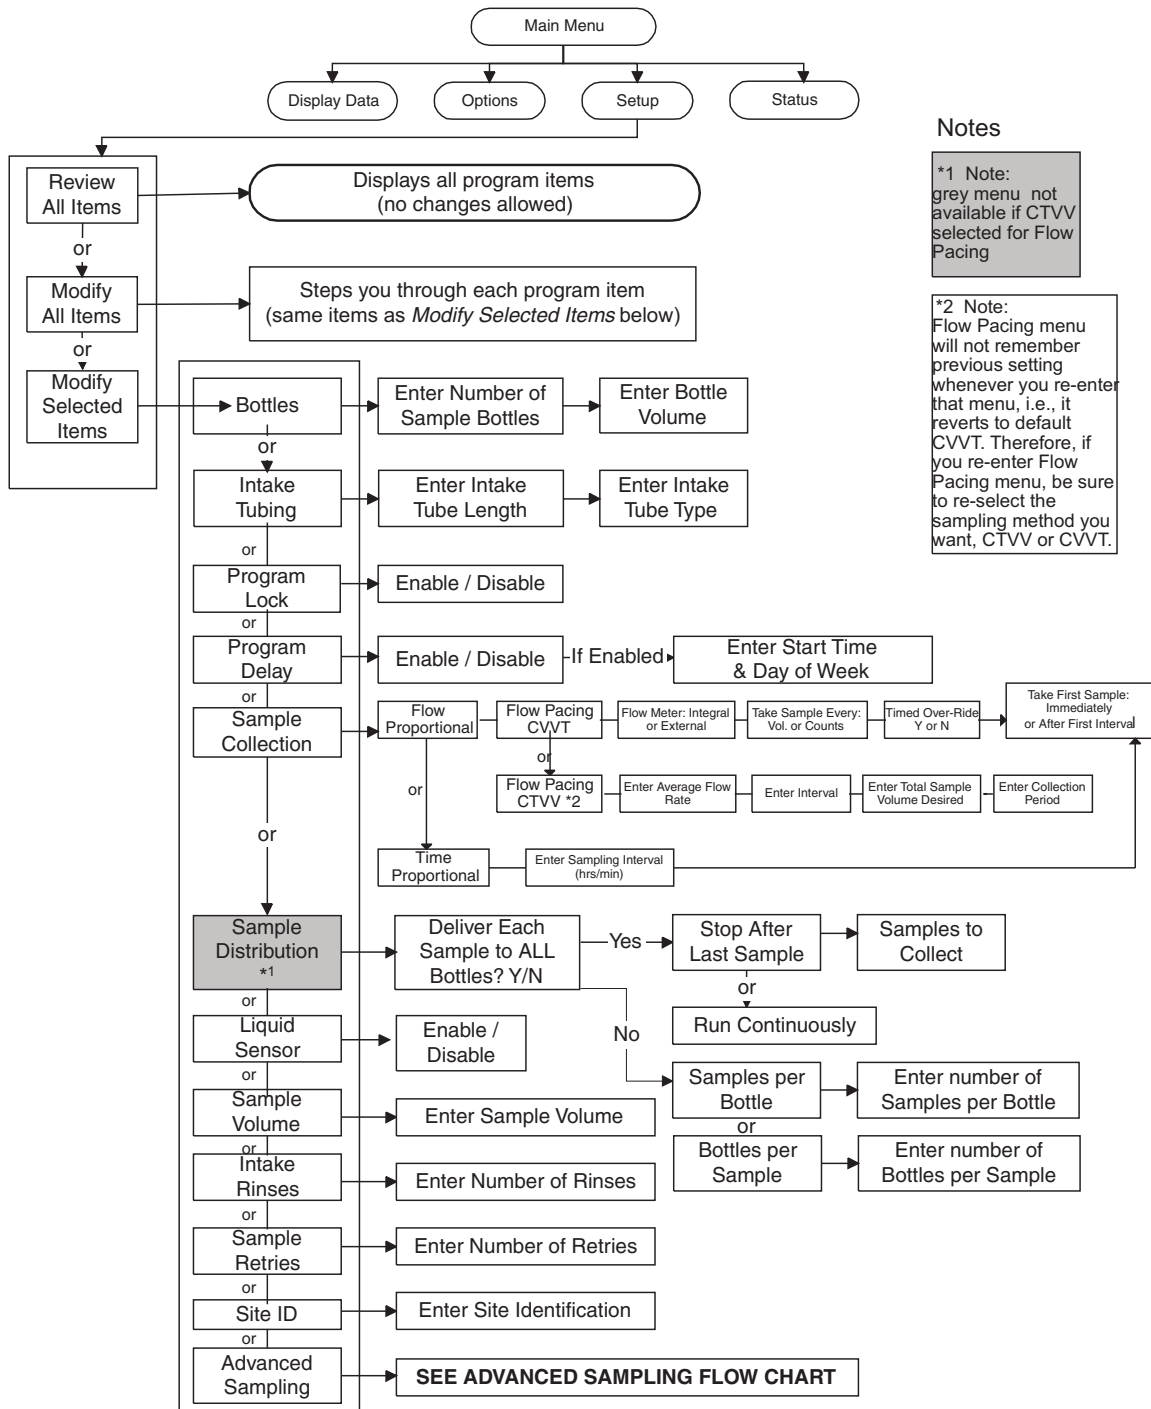 Main Menu
Display Data
Options
Setup
Status
Notes
*1 Note:
grey menu not
available if CTVV
selected for Flow
Pacing
*2 Note:
Flow Pacing menu
will not remember
previous setting
whenever you re-enter
that menu, i.e., it
reverts to default
CVVT. Therefore, if
you re-enter Flow
Pacing menu, be sure
to re-select the
sampling method you
want, CTVV or CVVT.
Review
All Items
Displays all program items
(no changes allowed)
or
Modify
All Items
Steps you through each program item
(same items as Modify Selected Items below)
or
Modify
Selected
Items
Bottles
Enter Number of
Sample Bottles
Enter Bottle
Volume
or
Intake
Tubing
Enter Intake
Tube Length
Enter Intake
Tube Type
or
Program
Lock
Enable / Disable
or
Program
Delay
Enable / Disable
If Enabled
Enter Start Time
& Day of Week
or
Sample
Collection
Flow
Proportional
Flow Pacing
CVVT
Flow Meter: Integral
or External
Take Sample Every:
Vol. or Counts
Timed Over-Ride
Y or N
Take First Sample:
Immediately
or After First Interval
or
Flow Pacing
CTVV *2
Enter Average Flow
Rate
Enter Interval
Enter Total Sample
Volume Desired
Enter Collection
Period
or
Time
Proportional
Enter Sampling Interval
(hrs/min)
or
Sample
Distribution
*1
Deliver Each
Sample to ALL
Bottles? Y/N
Yes
Stop After
Last Sample
Samples to
Collect
or
Run Continuously
No
Samples per
Bottle
Enter number of
Samples per Bottle
or
Bottles per
Sample
Enter number of
Bottles per Sample
or
Liquid
Sensor
Enable /
Disable
or
Sample
Volume
Enter Sample Volume
or
Intake
Rinses
Enter Number of Rinses
or
Sample
Retries
Enter Number of Retries
or
Site ID
Enter Site Identification
or
Advanced
Sampling
SEE ADVANCED SAMPLING FLOW CHART